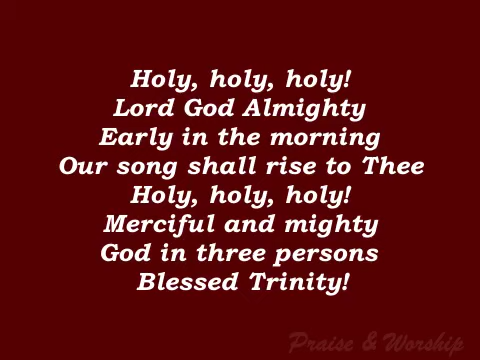 Holy, holy, holy!
Lord God Almighty
Early in the morning
Our song shall rise to Thee
Holy, holy, holy!
Merciful and mighty
God in three persons
Blessed Trinity!
Praise & Worship